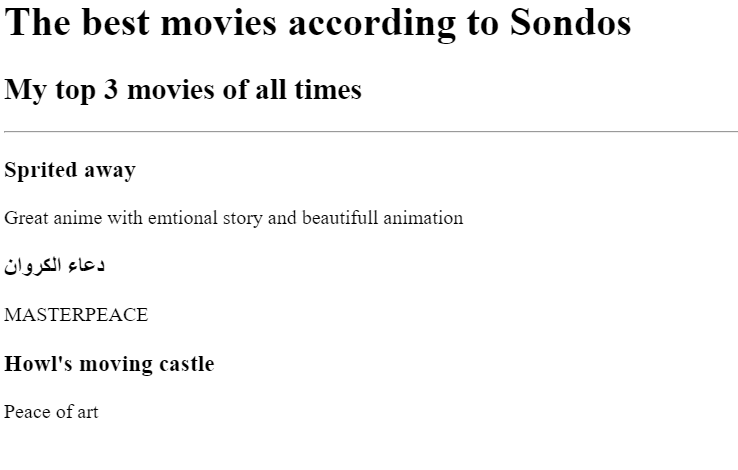 The best movies according to Sondos
My top 3 movies of all times
Sprited away
Great anime with emtional story and beautifull animation
دعاء الكروان
MASTERPEACE
Howl's moving castle
Peace of art